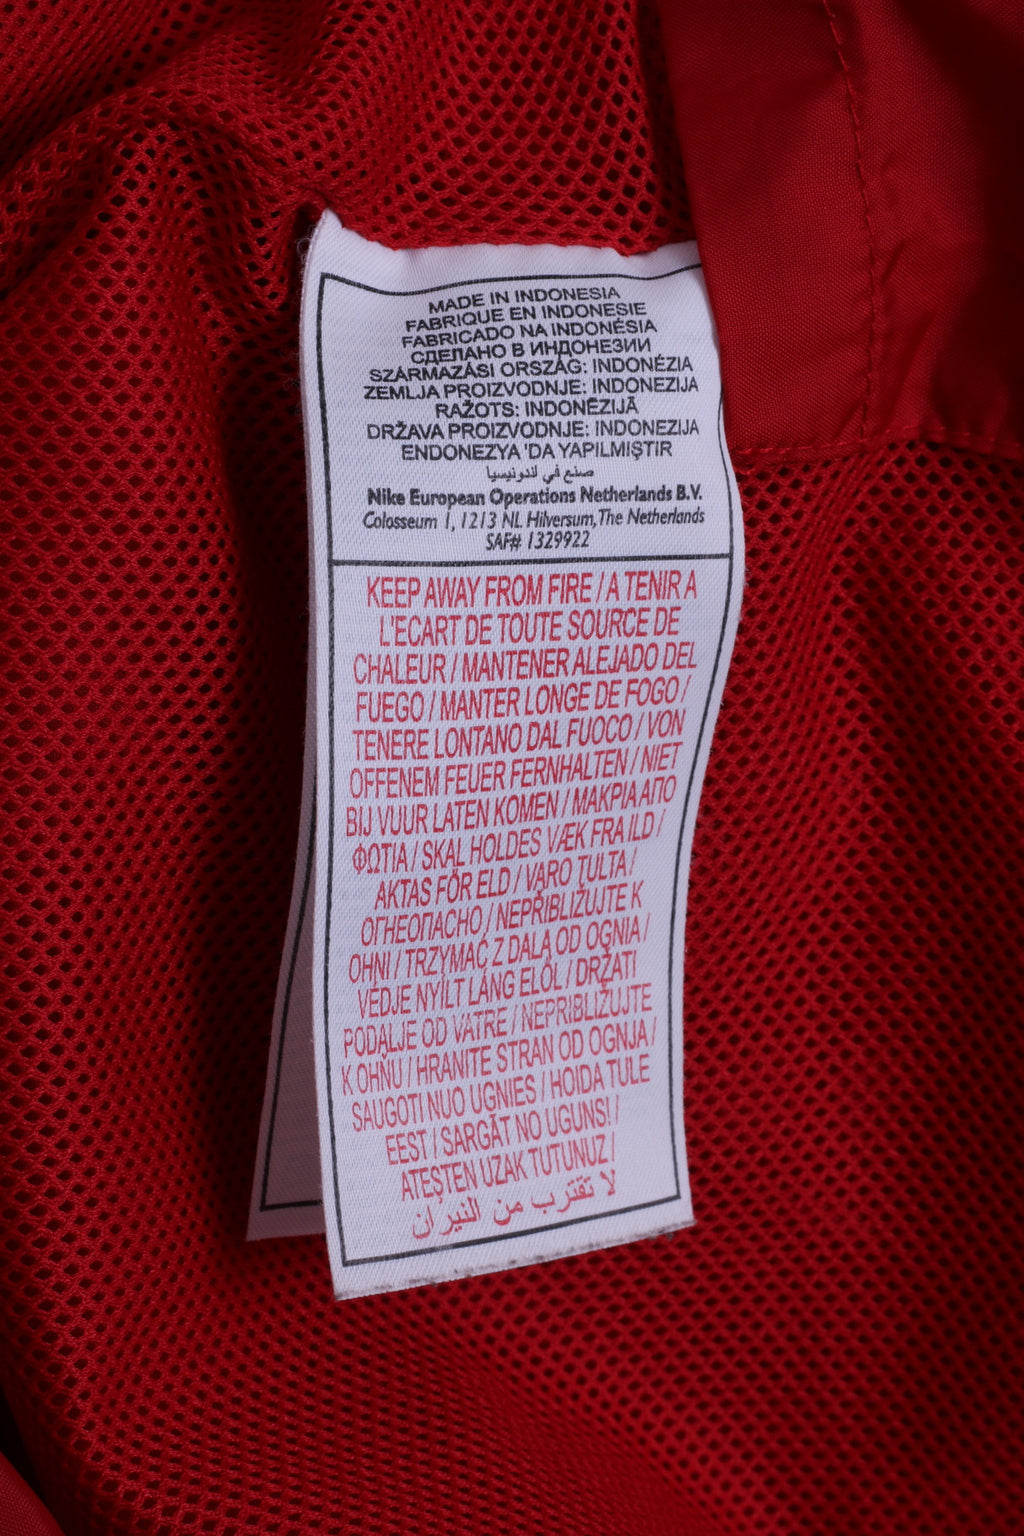 MADE IN INDONESIA
FABRIQUE EN INDONESIE
FABRICADO NA INDONÉSIA
СДЕЛАНО В ИНДОНЕЗИИ
SZÁRMAZÁSI ORSZÁG: INDONÉZIA
ZEMLJA PROIZVODNJE: INDONEZIJA
RAŽOTS: INDONĒZIJĀ
DRŽAVA PROIZVODNJE: INDONEZIJA
ENDONEZYA 'DA YAPILMIŞTIR
صنع في اندونيسيا
Nike European Operations Netherlands B.V.
Colosseum 1, 1213 NL Hilversum, The Netherlands
SAF# 1329922
KEEP AWAY FROM FIRE / A TENIR A
L'ECART DE TOUTE SOURCE DE
CHALEUR / MANTENER ALEJADO DEL
FUEGO / MANTER LONGE DE FOGO /
TENERE LONTANO DAL FUOCO / VON
OFFENEM FEUER FERNHALTEN / NIET
BIJ VUUR LATEN KOMEN / ΜΑΚΡΙΑ ΑΠΟ
ΦΩΤΙΑ / SKAL HOLDES VÆK FRA ILD /
AKTAS FÖR ELD / VARO TULTA /
ОГНЕОПАСНО / NEPŘIBLIŽUJTE K
OHNI / TRZYMAĆ Z DALA OD OGNIA /
VÉDJE NYÍLT LÁNG ELŐL / DRŽATI
PODALJE OD VATRE / NEPRIBLIŽUJTE
K OHŇU / HRANITE STRAN OD OGNJA /
SAUGOTI NUO UGNIES / HOIDA TULE
EEST / SARGĀT NO UGUNS! /
ATEŞTEN UZAK TUTUNUZ /
لا تقترب من النيران